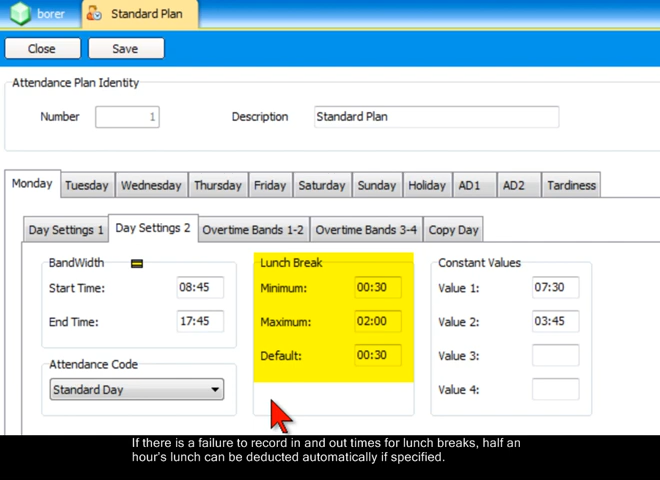 borer Standard Plan
Close Save
Attendance Plan Identity
Number 1 Description Standard Plan
Monday Tuesday Wednesday Thursday Friday Saturday Sunday Holiday AD1 AD2 Tardiness
Day Settings 1 Day Settings 2 Overtime Bands 1-2 Overtime Bands 3-4 Copy Day
BandWidth Lunch Break Constant Values
Start Time: 08:45 Minimum: 00:30 Value 1: 07:30
End Time: 17:45 Maximum: 02:00 Value 2: 03:45
Default: 00:30 Value 3:
Attendance Code
Standard Day Value 4:
If there is a failure to record in and out times for lunch breaks, half an
hour's lunch can be deducted automatically if specified.